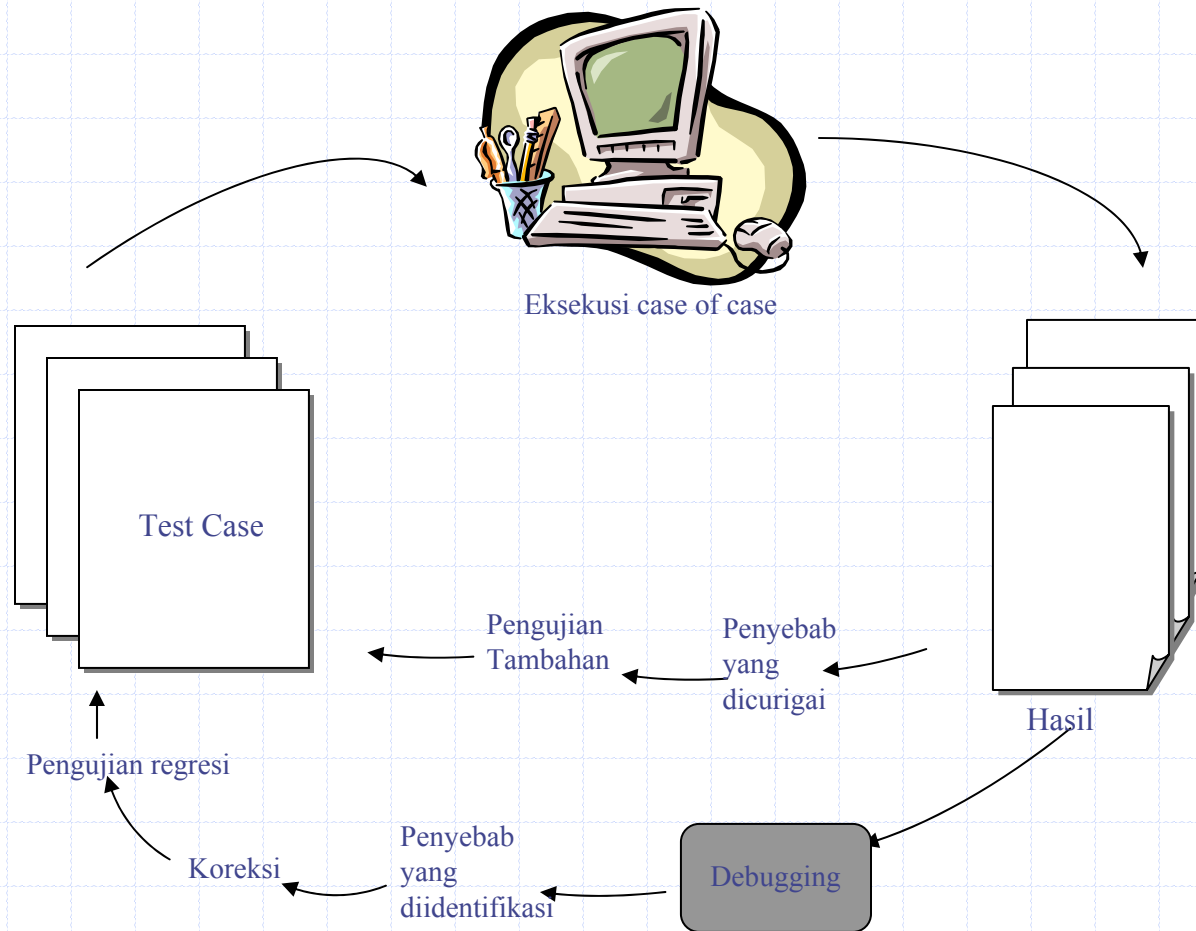 Eksekusi case of case
Test Case
Pengujian
Tambahan
Penyebab
yang
dicurigai
Hasil
Pengujian regresi
Koreksi
Penyebab
yang
diidentifikasi
Debugging